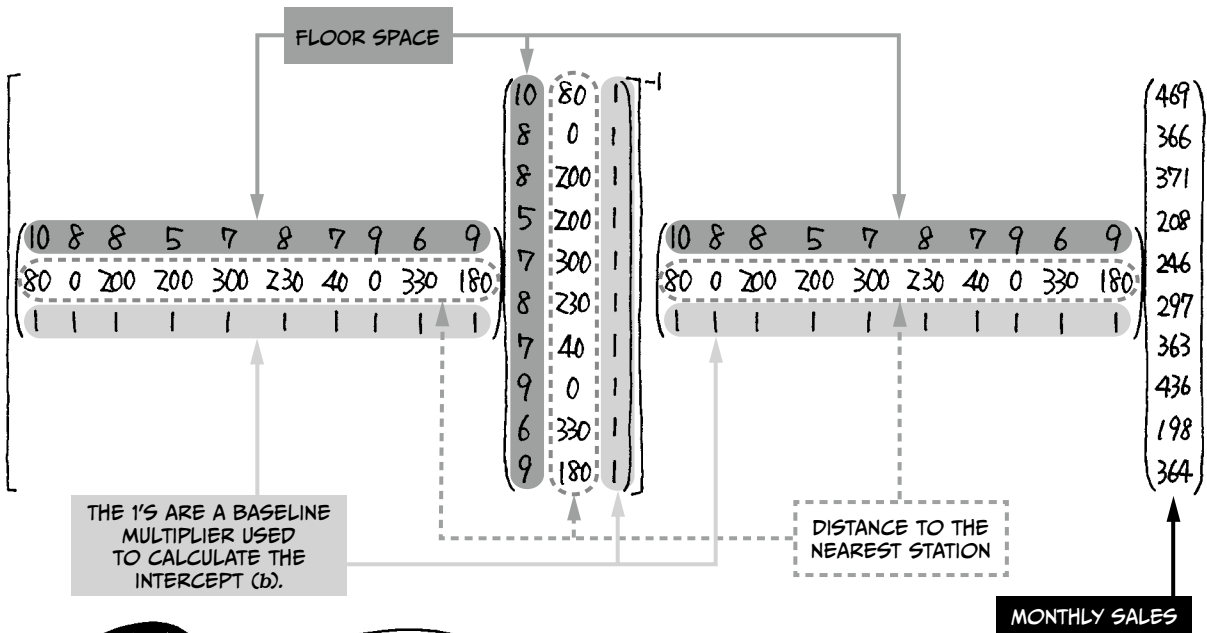 FLOOR SPACE
10 80 1 -1
8 0 1
8 200 1
5 200 1
7 300 1
8 230 1
7 40 1
9 0 1
6 330 1
9 180 1
10 8 8 5 7 8 7 9 6 9
80 0 200 200 300 230 40 0 330 180
1 1 1 1 1 1 1 1 1 1
10 8 8 5 7 8 7 9 6 9
80 0 200 200 300 230 40 0 330 180
1 1 1 1 1 1 1 1 1 1
469
366
371
208
246
297
363
436
198
364
THE 1'S ARE A BASELINE
MULTIPLIER USED
TO CALCULATE THE
INTERCEPT (b).
DISTANCE TO THE
NEAREST STATION
MONTHLY SALES